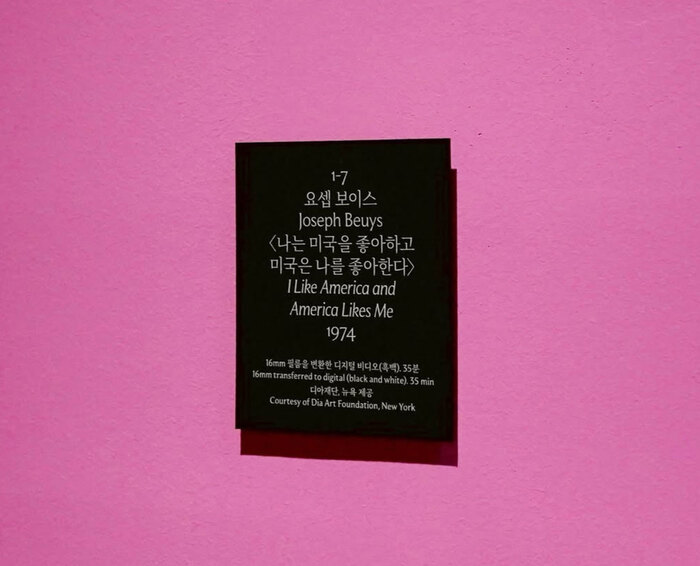 1-7
요셉 보이스
Joseph Beuys
〈나는 미국을 좋아하고
미국은 나를 좋아한다〉
I Like America and
America Likes Me
1974
16mm 필름을 변환한 디지털 비디오(흑백). 35분
16mm transferred to digital (black and white). 35 min
디아재단, 뉴욕 제공
Courtesy of Dia Art Foundation, New York